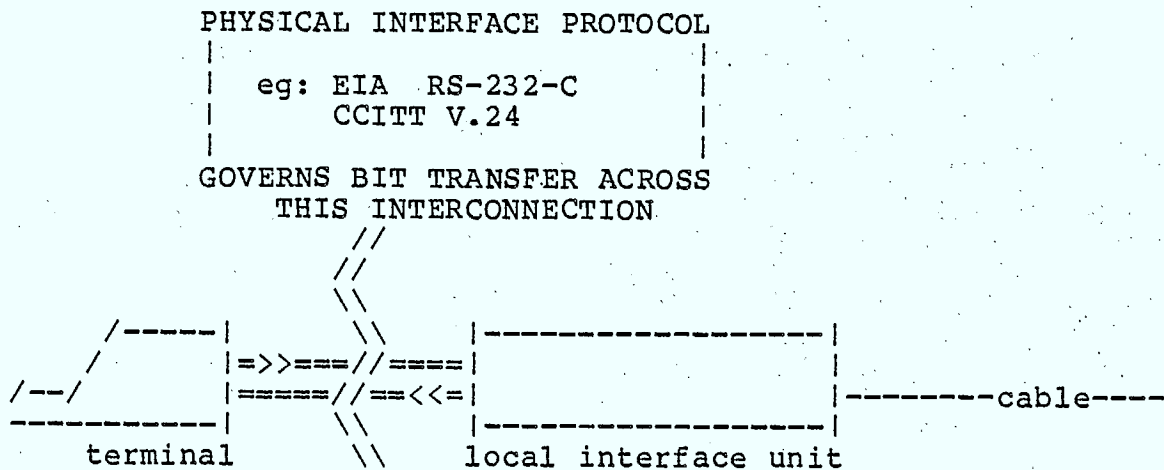 PHYSICAL INTERFACE PROTOCOL
eg: EIA RS-232-C
CCITT V.24
GOVERNS BIT TRANSFER ACROSS
THIS INTERCONNECTION
cable
terminal
local interface unit